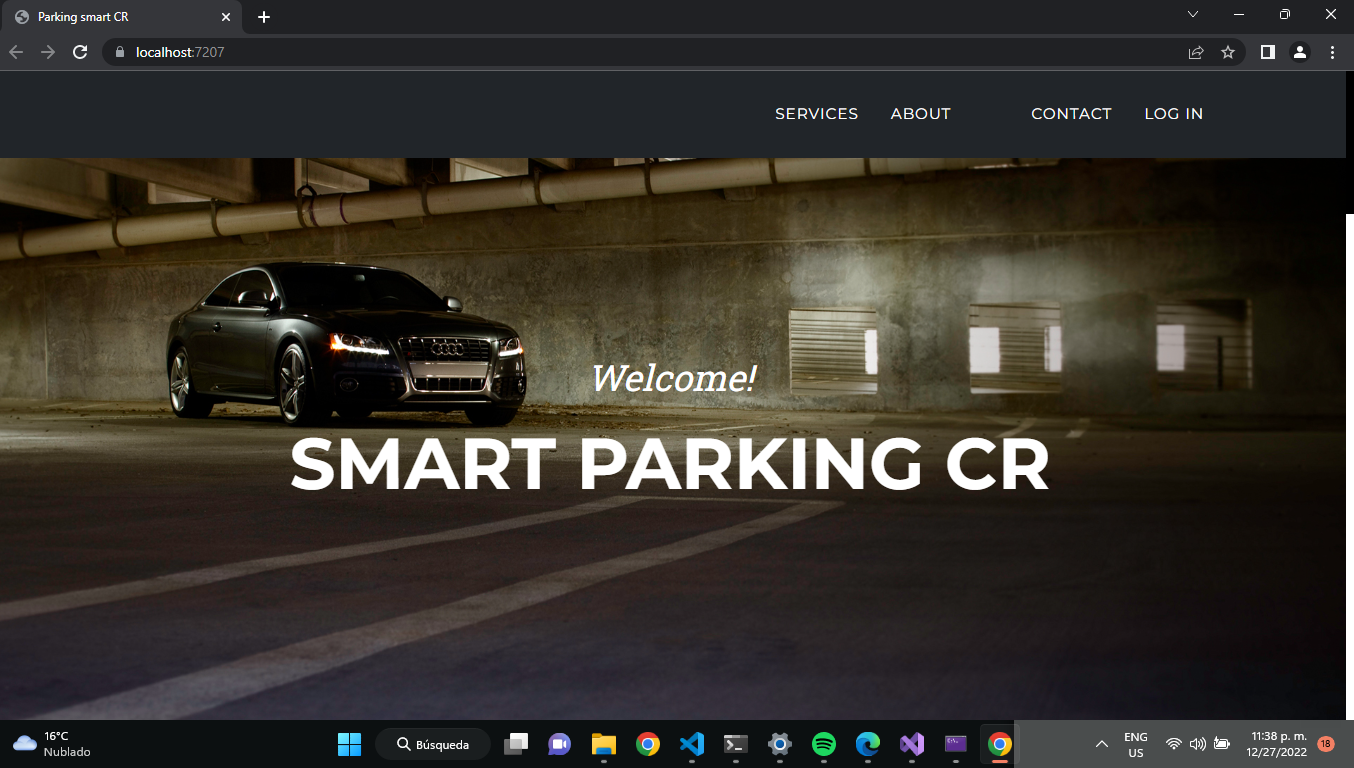 Parking smart CR
localhost:7207
SERVICES ABOUT CONTACT LOG IN
Welcome!
SMART PARKING CR
16°C
Nublado
Búsqueda
ENG
US
11:38 p. m.
12/27/2022
18